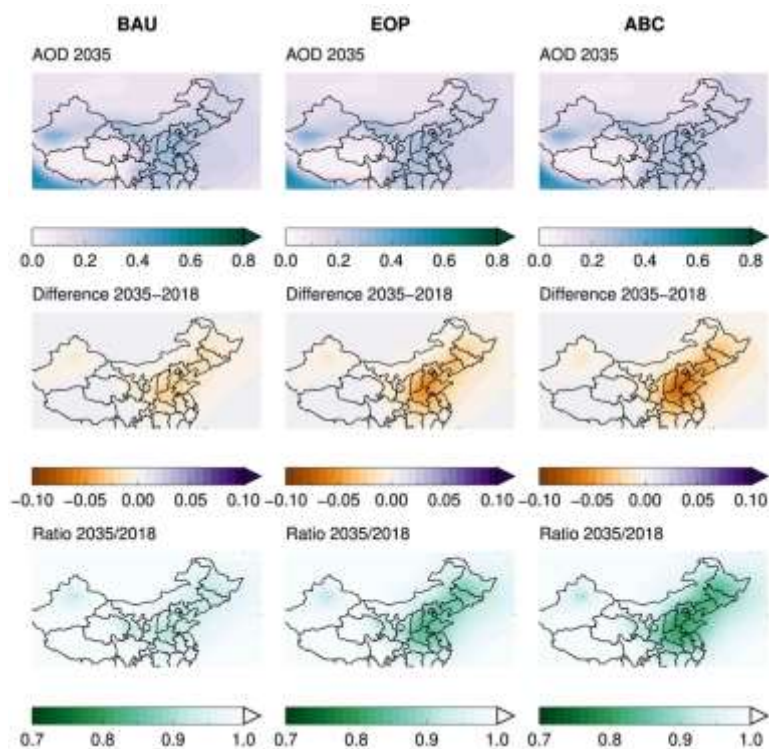 BAU EOP ABC
AOD 2035 AOD 2035 AOD 2035
0.0 0.2 0.4 0.6 0.8 0.0 0.2 0.4 0.6 0.8 0.0 0.2 0.4 0.6 0.8
Difference 2035−2018 Difference 2035−2018 Difference 2035−2018
−0.10 −0.05 0.00 0.05 0.10 −0.10 −0.05 0.00 0.05 0.10 −0.10 −0.05 0.00 0.05 0.10
Ratio 2035/2018 Ratio 2035/2018 Ratio 2035/2018
0.7 0.8 0.9 1.0 0.7 0.8 0.9 1.0 0.7 0.8 0.9 1.0